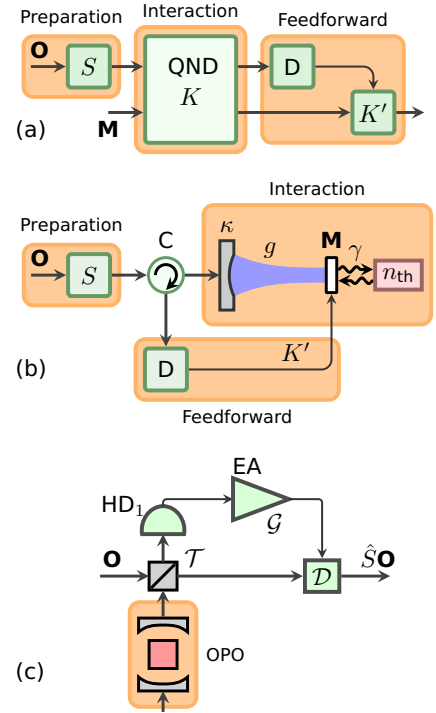 Preparation
Interaction
Feedforward
O
S
QND
K
D
K'
M
(a)
Interaction
Preparation
C
κ
g
M
γ
n_th
O
S
D
K'
(b)
Feedforward
EA
HD₁
𝒢
O
𝒯
𝒟
ŜO
OPO
(c)